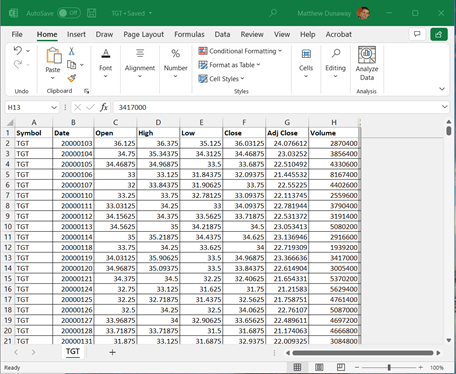 AutoSave Off TGT • Saved Matthew Dunaway
File Home Insert Draw Page Layout Formulas Data Review View Help Acrobat
Paste Font Alignment Number Conditional Formatting Format as Table Cell Styles Cells Editing Analyze Data
Undo Clipboard Styles Analysis
H13 fx 3417000
A B C D E F G H
1 Symbol Date Open High Low Close Adj Close Volume
2 TGT 20000103 36.125 36.375 35.125 36.03125 24.076612 2870400
3 TGT 20000104 34.75 35.34375 34.3125 34.46875 23.03252 3856400
4 TGT 20000105 34.46875 34.96875 33.5 33.6875 22.510492 4330600
5 TGT 20000106 33 33.125 31.84375 32.09375 21.445532 8167400
6 TGT 20000107 32 33.84375 31.90625 33.75 22.55225 4402600
7 TGT 20000110 33.25 33.75 32.78125 33.09375 22.113745 2559600
8 TGT 20000111 33.03125 34.25 33 34.09375 22.781944 3790400
9 TGT 20000112 34.15625 34.375 33.5625 33.71875 22.531372 3191400
10 TGT 20000113 34.5625 35 34.21875 34.5 23.053413 5080200
11 TGT 20000114 35 35.21875 34.4375 34.625 23.136946 2916600
12 TGT 20000118 33.75 34.25 33.625 34 22.719309 1939200
13 TGT 20000119 34.03125 35.90625 33.5 34.96875 23.366636 3417000
14 TGT 20000120 34.96875 35.09375 33.5 33.84375 22.614904 3005400
15 TGT 20000121 34.375 34.5 32.25 32.40625 21.654331 5370200
16 TGT 20000124 32.75 33.125 31.625 31.75 21.21583 5629400
17 TGT 20000125 32.25 32.71875 31.4375 32.5625 21.758751 4761400
18 TGT 20000126 32.5 34.25 32.5 34.0625 22.76107 5087000
19 TGT 20000127 33.96875 34 32.90625 33.65625 22.489611 4697200
20 TGT 20000128 33.71875 33.71875 31.5 31.6875 21.174063 4666800
21 TGT 20000131 31.875 33.125 31.6875 32.9375 22.009325 3084800
TGT
Ready 100%